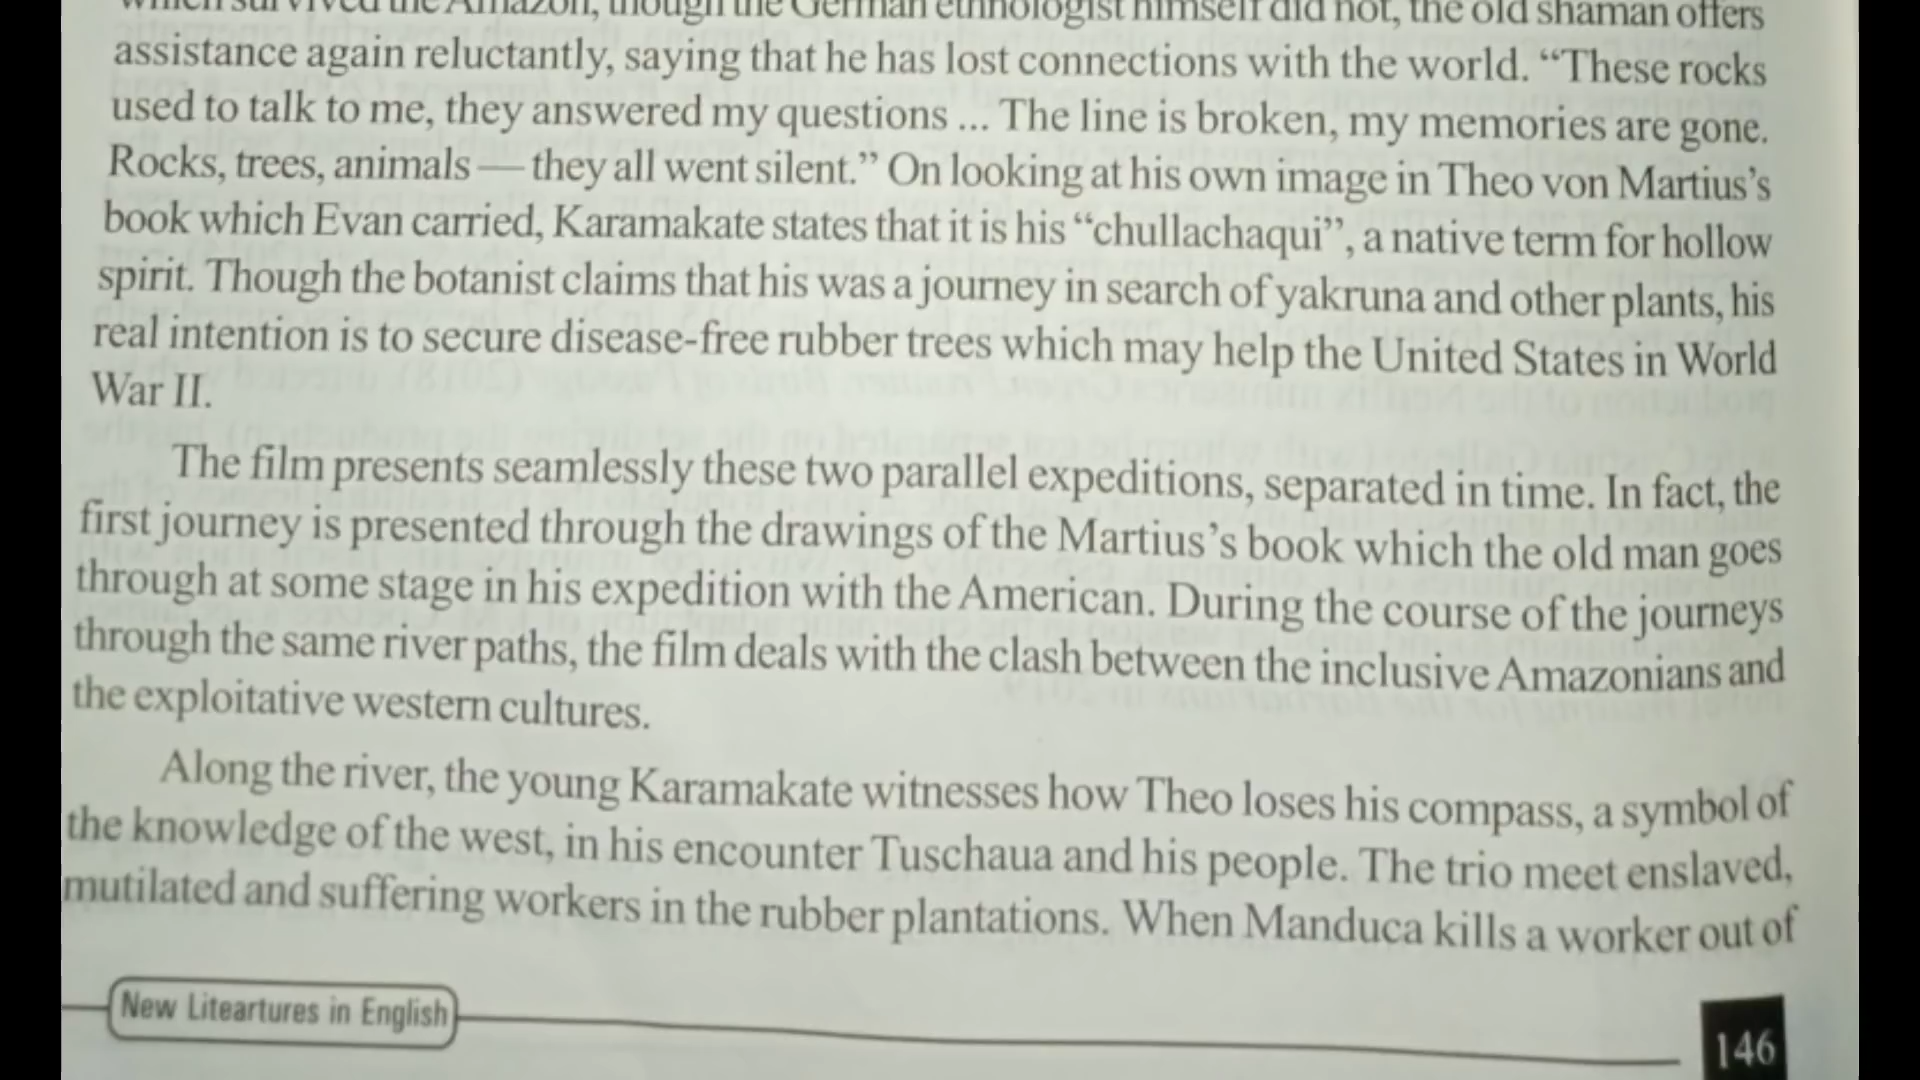 which survived the Amazon, though the German ethnologist himself did not, the old shaman offers
assistance again reluctantly, saying that he has lost connections with the world. “These rocks
used to talk to me, they answered my questions ... The line is broken, my memories are gone.
Rocks, trees, animals — they all went silent.” On looking at his own image in Theo von Martius’s
book which Evan carried, Karamakate states that it is his “chullachaqui”, a native term for hollow
spirit. Though the botanist claims that his was a journey in search of yakruna and other plants, his
real intention is to secure disease-free rubber trees which may help the United States in World
War II.
The film presents seamlessly these two parallel expeditions, separated in time. In fact, the
first journey is presented through the drawings of the Martius’s book which the old man goes
through at some stage in his expedition with the American. During the course of the journeys
through the same river paths, the film deals with the clash between the inclusive Amazonians and
the exploitative western cultures.
Along the river, the young Karamakate witnesses how Theo loses his compass, a symbol of
the knowledge of the west, in his encounter Tuschaua and his people. The trio meet enslaved,
mutilated and suffering workers in the rubber plantations. When Manduca kills a worker out of
New Liteartures in English
146